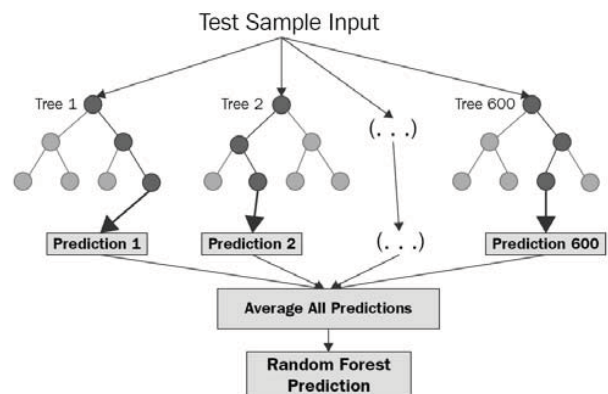 Test Sample Input
Tree 1
Tree 2
Tree 600
(. . .)
Prediction 1
Prediction 2
(. . .)
Prediction 600
Average All Predictions
Random Forest
Prediction